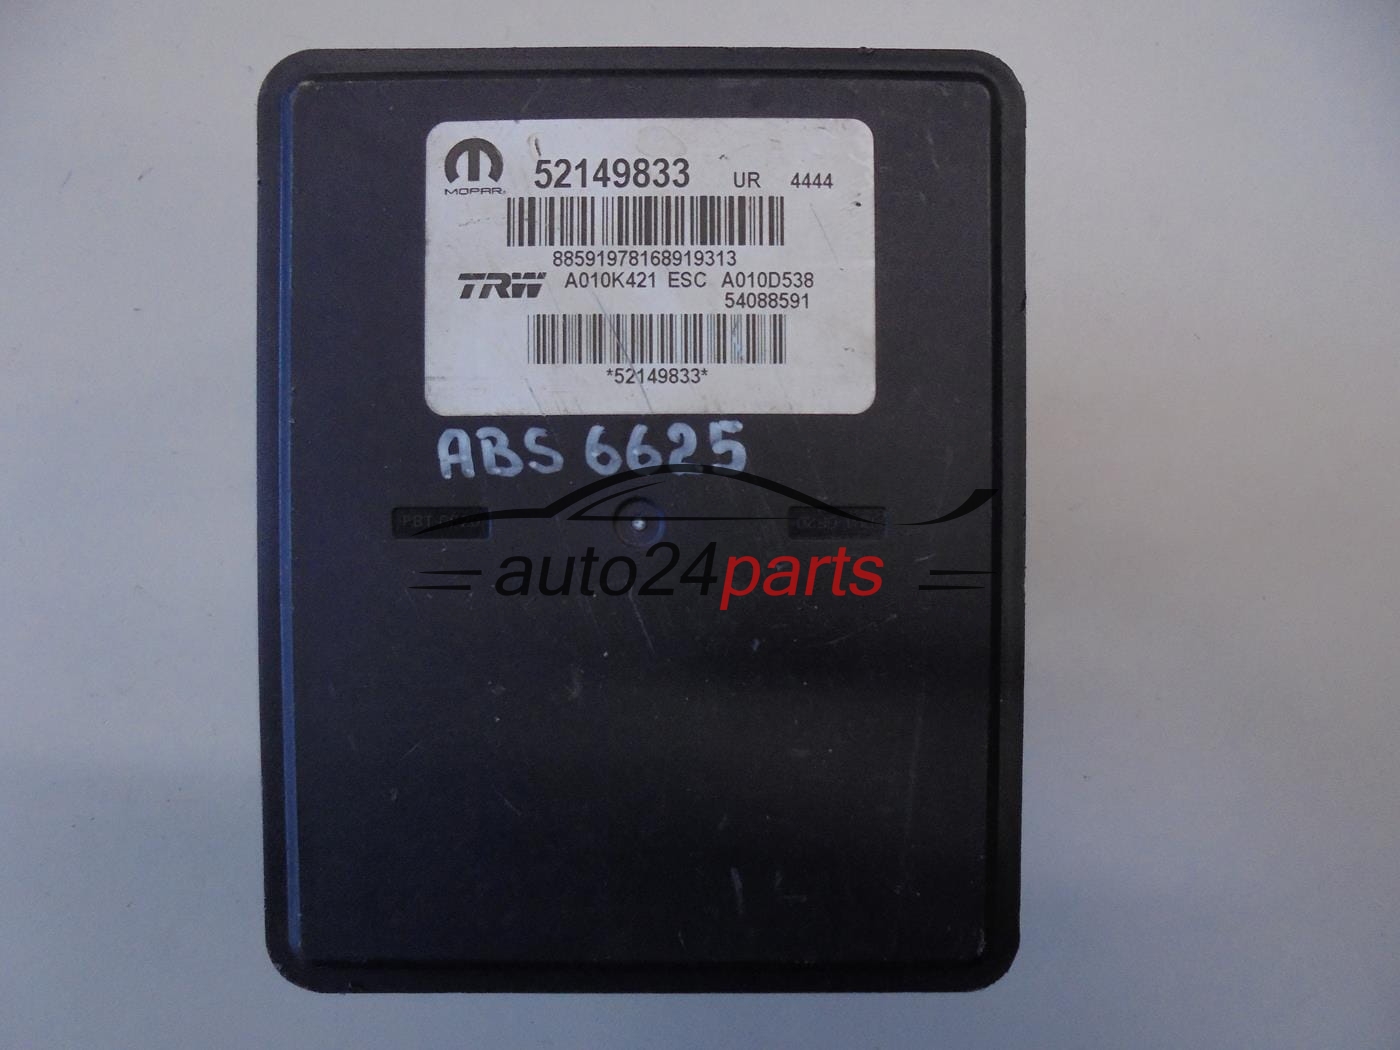 52149833 UR 4444
MOPAR
88591978168919313
TRW A010K421 ESC A010D538
54088591
*52149833*
ABS 6625
auto24parts